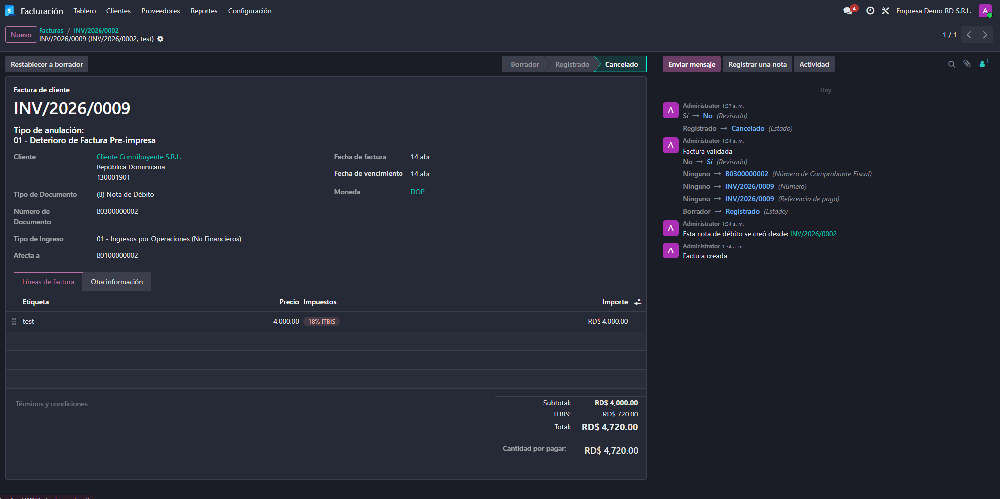 Facturación Tablero Clientes Proveedores Reportes Configuración
4 Empresa Demo RD S.R.L. A
Nuevo
Facturas / INV/2026/0002
INV/2026/0009 (INV/2026/0002, test)
1 / 1
Restablecer a borrador
Borrador Registrado Cancelado
Factura de cliente
INV/2026/0009
Tipo de anulación:
01 - Deterioro de Factura Pre-impresa
Cliente Cliente Contribuyente S.R.L.
República Dominicana
130001901
Tipo de Documento (B) Nota de Débito
Número de Documento B0300000002
Tipo de Ingreso 01 - Ingresos por Operaciones (No Financieros)
Afecta a B0100000002
Fecha de factura 14 abr
Fecha de vencimiento 14 abr
Moneda DOP
Líneas de factura Otra información
Etiqueta Precio Impuestos Importe
test 4,000.00 18% ITBIS RD$ 4,000.00
Términos y condiciones
Subtotal: RD$ 4,000.00
ITBIS: RD$ 720.00
Total: RD$ 4,720.00
Cantidad por pagar: RD$ 4,720.00
Enviar mensaje Registrar una nota Actividad 1
Hoy
A Administrator 1:37 a. m.
Sí → No (Revisado)
Registrado → Cancelado (Estado)
A Administrator 1:34 a. m.
Factura validada
No → Sí (Revisado)
Ninguno → B0300000002 (Número de Comprobante Fiscal)
Ninguno → INV/2026/0009 (Número)
Ninguno → INV/2026/0009 (Referencia de pago)
Borrador → Registrado (Estado)
A Administrator 1:34 a. m.
Esta nota de débito se creó desde: INV/2026/0002
A Administrator 1:34 a. m.
Factura creada